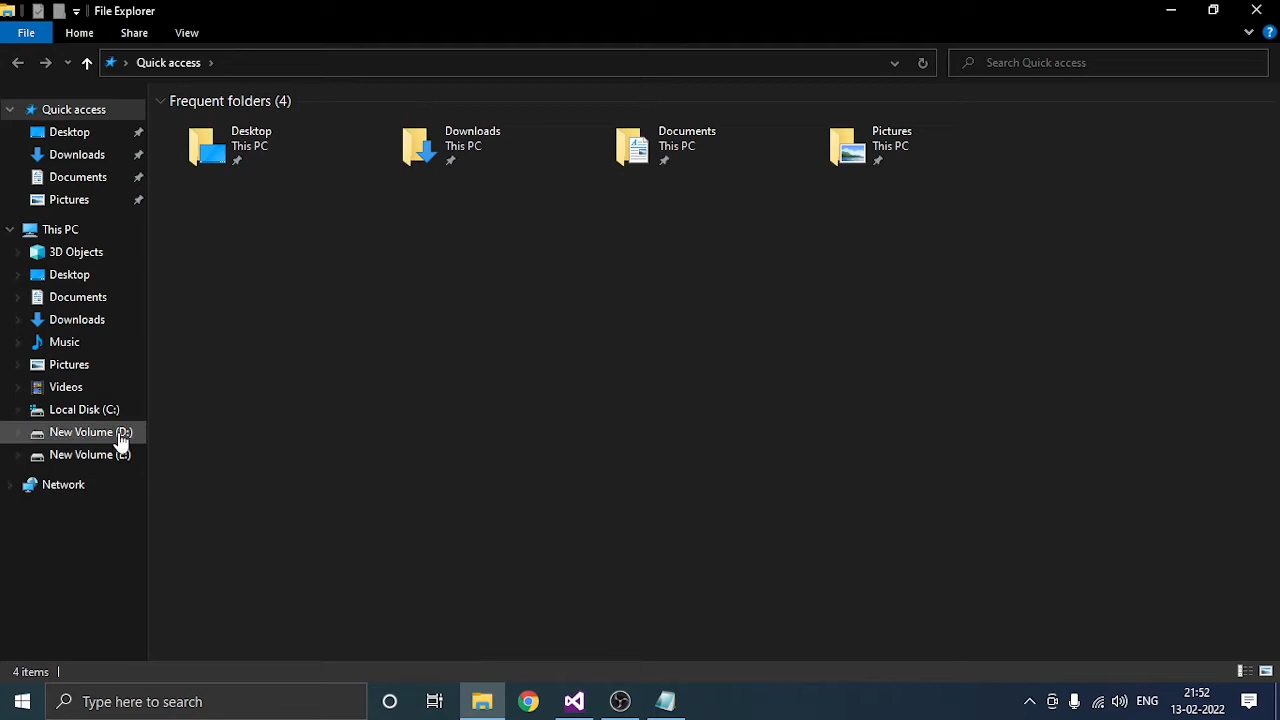 File Explorer
File Home Share View
Quick access
Search Quick access
Quick access
Desktop
Downloads
Documents
Pictures
This PC
3D Objects
Desktop
Documents
Downloads
Music
Pictures
Videos
Local Disk (C:)
New Volume (D:)
New Volume
Network
Frequent folders (4)
Desktop
This PC
Downloads
This PC
Documents
This PC
Pictures
This PC
4 items
Type here to search
ENG
21:52
13-02-2022